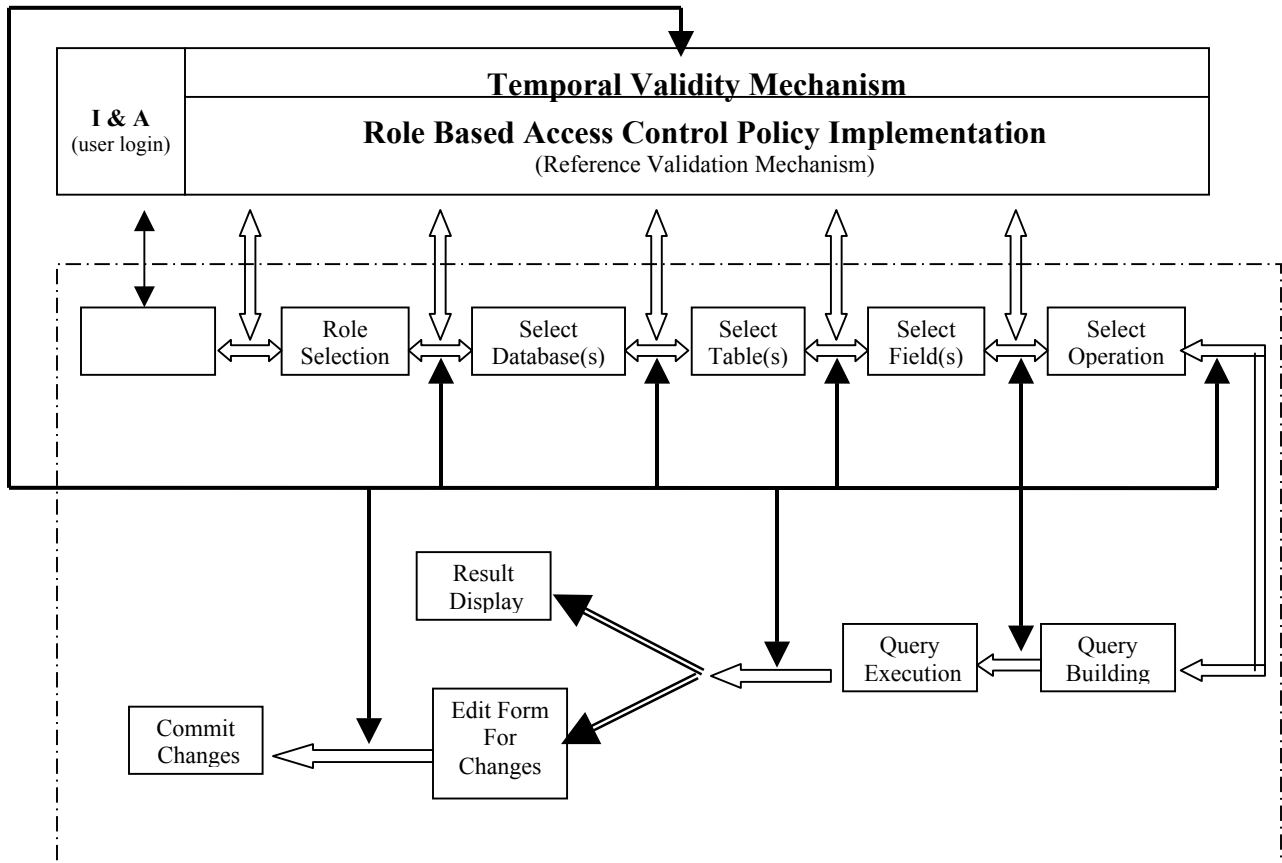 Temporal Validity Mechanism
I & A
(user login)
Role Based Access Control Policy Implementation
(Reference Validation Mechanism)
Role
Selection
Select
Database(s)
Select
Table(s)
Select
Field(s)
Select
Operation
Result
Display
Query
Execution
Query
Building
Edit Form
For
Changes
Commit
Changes